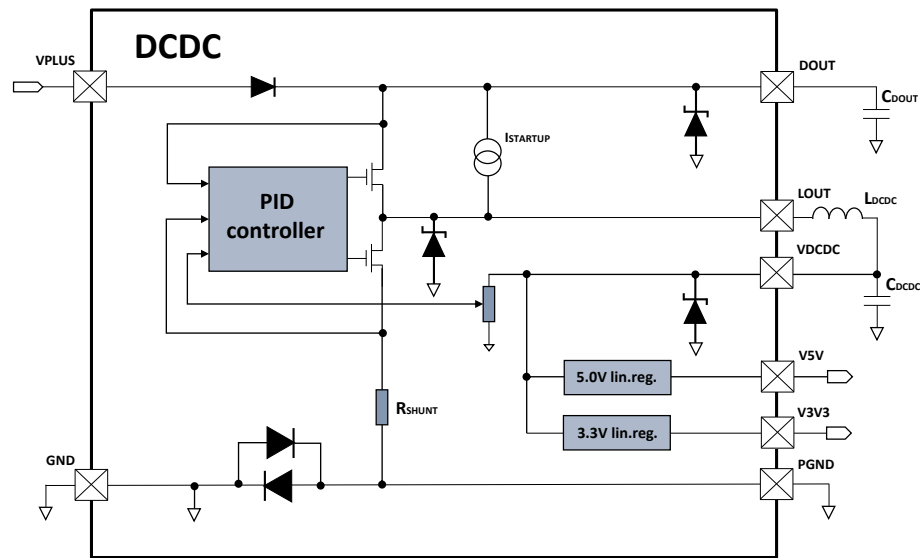 DCDC
VPLUS
DOUT
CDOUT
ISTARTUP
PID
controller
LOUT
LDCDC
VDCDC
CDCDC
V5V
5.0V lin.reg.
RSHUNT
V3V3
3.3V lin.reg.
GND
PGND